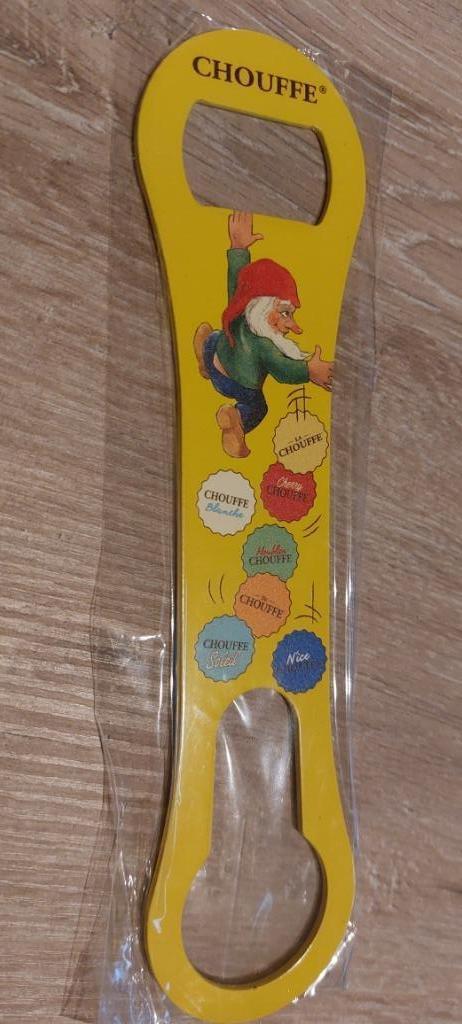 CHOUFFE®
LA
CHOUFFE
Cherry
CHOUFFE
CHOUFFE
Blanche
Houblon
CHOUFFE
CHOUFFE
CHOUFFE
Soleil
Nice